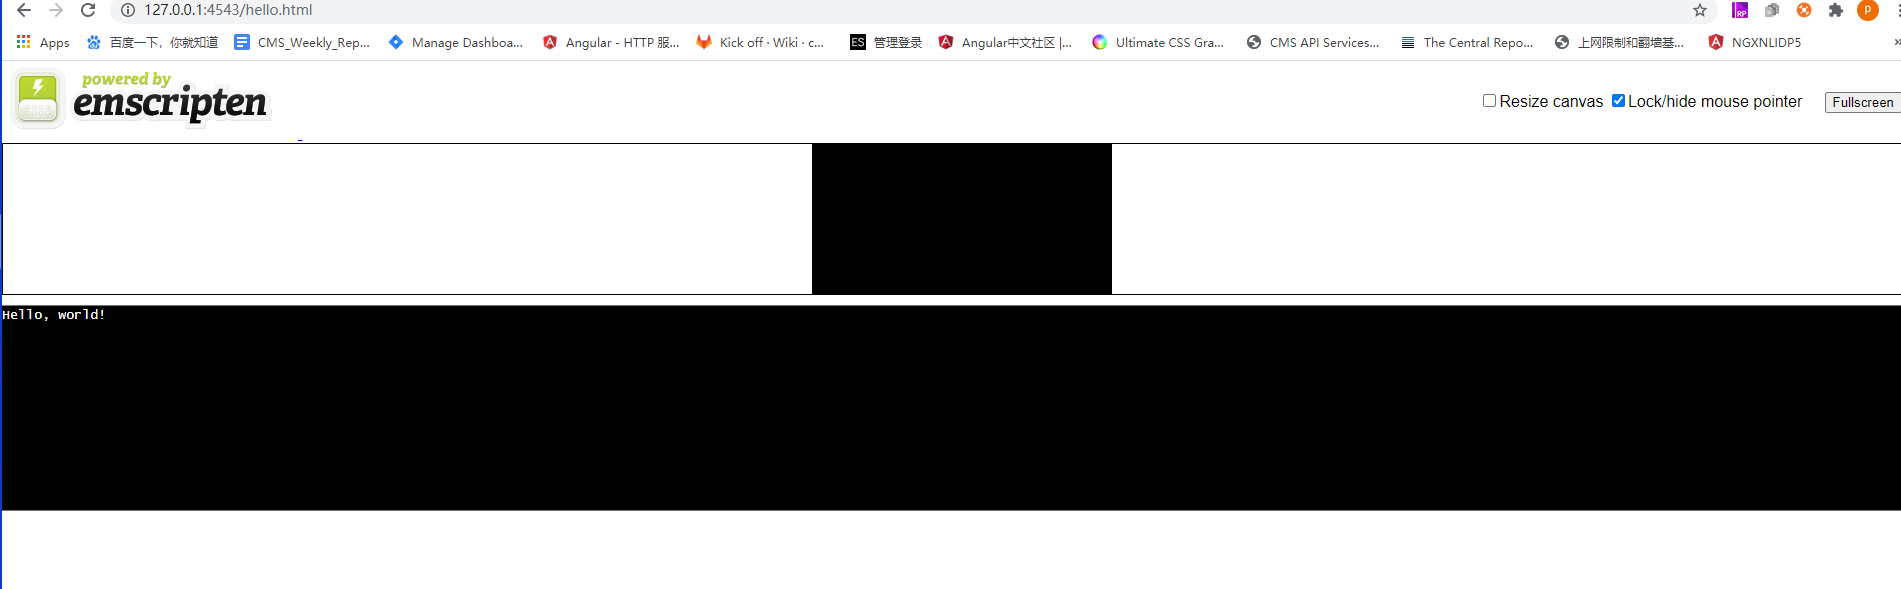 127.0.0.1:4543/hello.html
RP
P
Apps 百度一下，你就知道 CMS_Weekly_Rep... Manage Dashboa... Angular - HTTP 服... Kick off · Wiki · c... ES 管理登录 Angular中文社区 |... Ultimate CSS Gra... CMS API Services... The Central Repo... 上网限制和翻墙基... NGXNLIDP5 »
powered by
emscripten
Resize canvas Lock/hide mouse pointer Fullscreen
Hello, world!